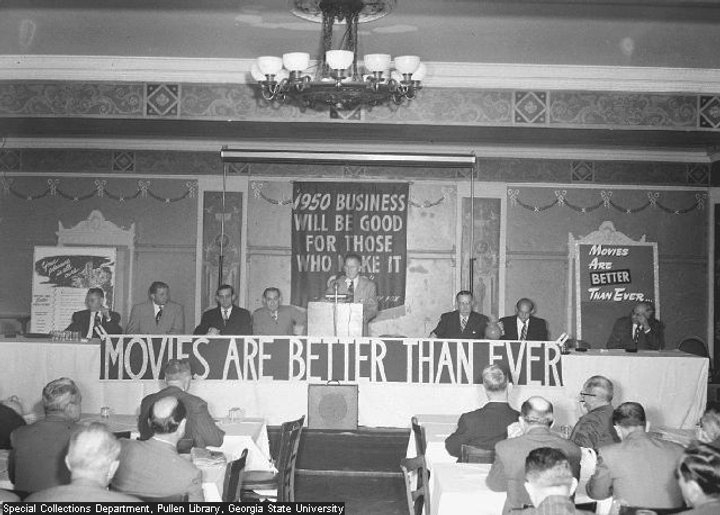 1950 BUSINESS
WILL BE GOOD
FOR THOSE
WHO MAKE IT
MOVIES
ARE
BETTER
THAN EVER...
MOVIES ARE BETTER THAN EVER
Special Collections Department, Pullen Library, Georgia State University